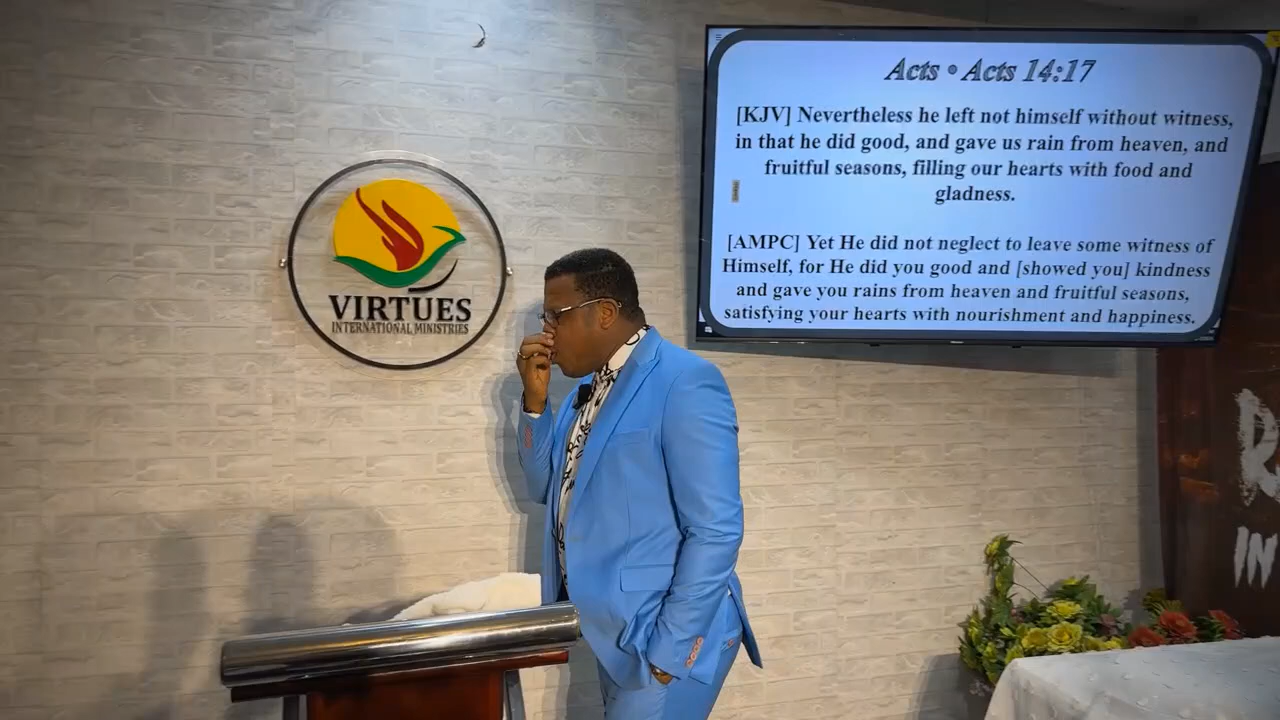 Acts • Acts 14:17
[KJV] Nevertheless he left not himself without witness,
in that he did good, and gave us rain from heaven, and
fruitful seasons, filling our hearts with food and
gladness.
[AMPC] Yet He did not neglect to leave some witness of
Himself, for He did you good and [showed you] kindness
and gave you rains from heaven and fruitful seasons,
satisfying your hearts with nourishment and happiness.
VIRTUES
INTERNATIONAL MINISTRIES
IN